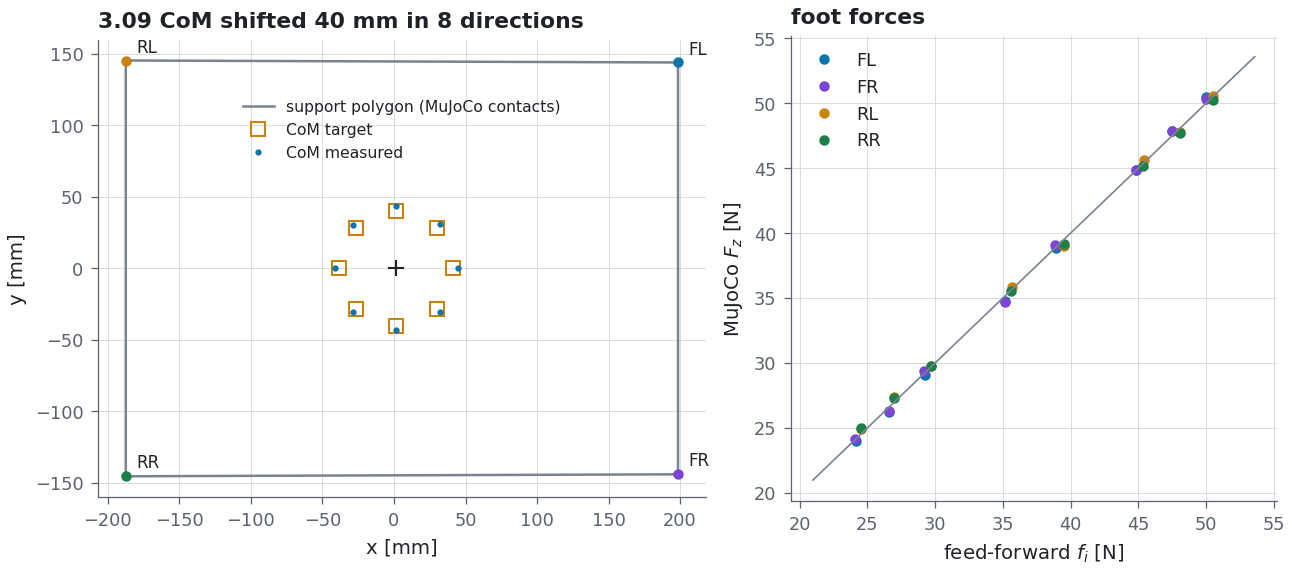 3.09 CoM shifted 40 mm in 8 directions
RL
FL
support polygon (MuJoCo contacts)
CoM target
CoM measured
RR
FR
150
100
50
0
−50
−100
−150
y [mm]
−200
−150
−100
−50
0
50
100
150
200
x [mm]
foot forces
FL
FR
RL
RR
55
50
45
40
35
30
25
20
MuJoCo F_z [N]
20
25
30
35
40
45
50
55
feed-forward f_i [N]